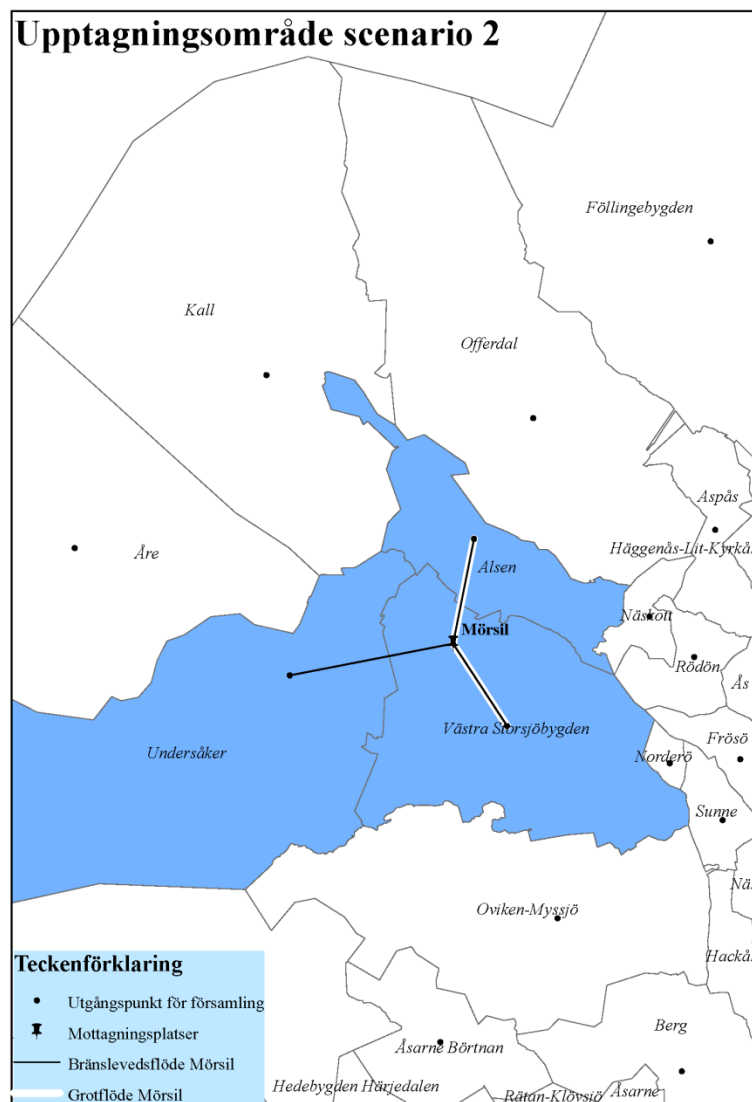 Upptagningsområde scenario 2
Föllingebygden
Kall
Offerdal
Aspås
Häggenås-Lit-Kyrkås
Åre
Alsen
Näskott
Mörsil
Rödön
Ås
Västra Storsjöbygden
Frösö
Undersåker
Norderö
Sunne
Nä
Oviken-Myssjö
Hackå
Teckenförklaring
Utgångspunkt för församling
Mottagningsplatser
Bränslevedsflöde Mörsil
Grotflöde Mörsil
Berg
Åsarne Börtnan
Hedebygden Härjedalen
Rätan-Klövsjö
Åsarne